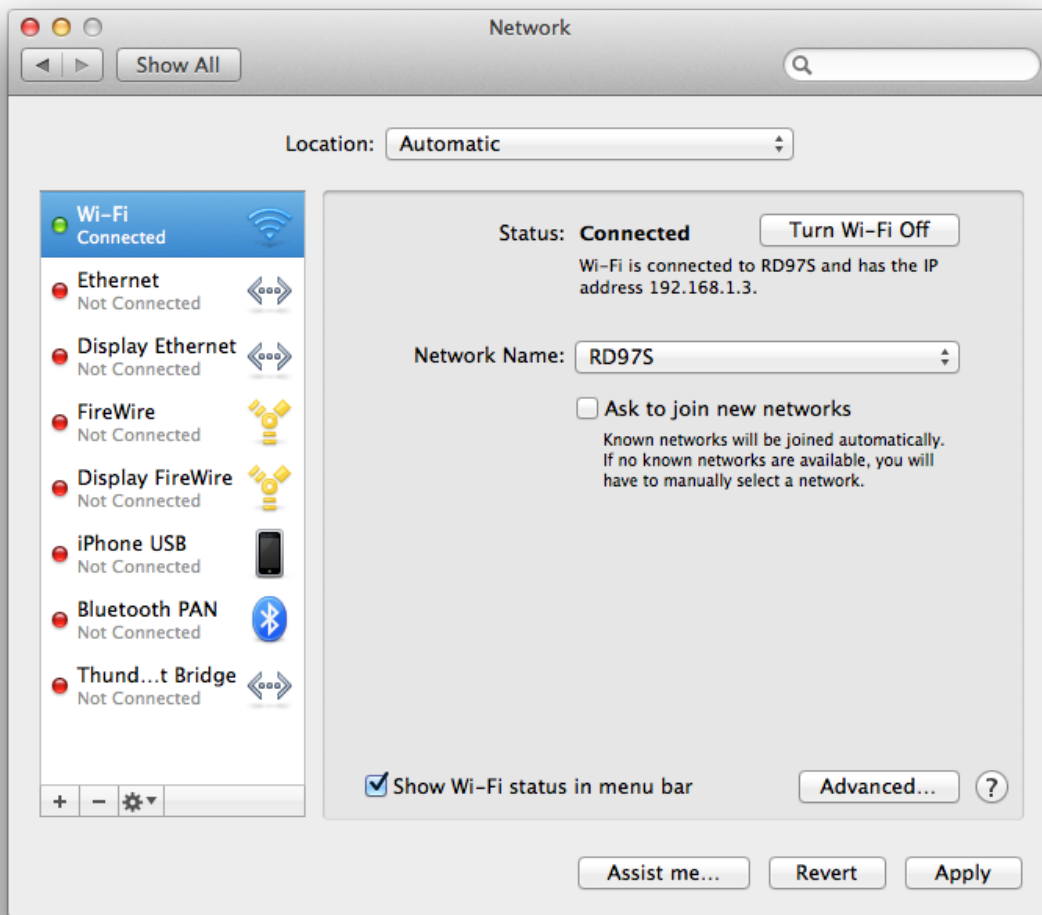 Network
Show All
Location: Automatic
Wi-Fi
Connected
Ethernet
Not Connected
Display Ethernet
Not Connected
FireWire
Not Connected
Display FireWire
Not Connected
iPhone USB
Not Connected
Bluetooth PAN
Not Connected
Thund...t Bridge
Not Connected
Status: Connected
Turn Wi-Fi Off
Wi-Fi is connected to RD97S and has the IP
address 192.168.1.3.
Network Name: RD97S
Ask to join new networks
Known networks will be joined automatically.
If no known networks are available, you will
have to manually select a network.
Show Wi-Fi status in menu bar
Advanced...
?
Assist me...
Revert
Apply